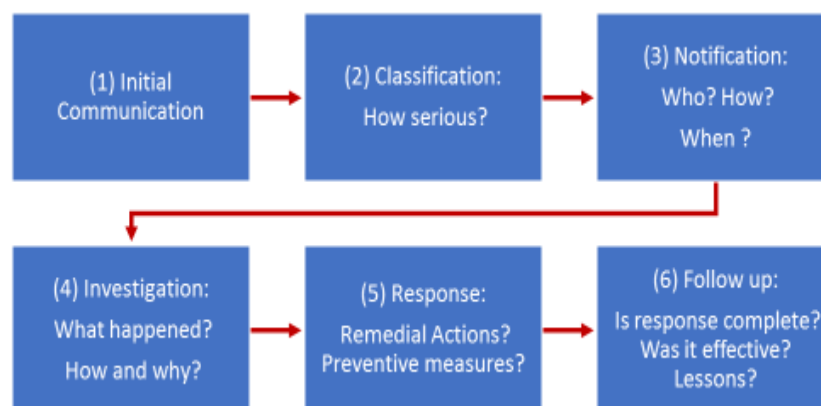 (1) Initial
Communication
(2) Classification:
How serious?
(3) Notification:
Who? How?
When ?
(4) Investigation:
What happened?
How and why?
(5) Response:
Remedial Actions?
Preventive measures?
(6) Follow up:
Is response complete?
Was it effective?
Lessons?